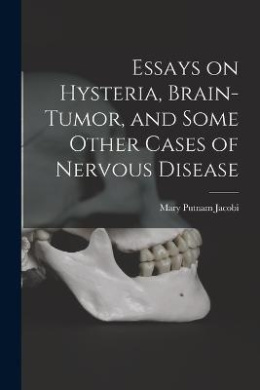 Essays on
Hysteria, Brain-
Tumor, and Some
Other Cases of
Nervous Disease
Mary Putnam Jacobi